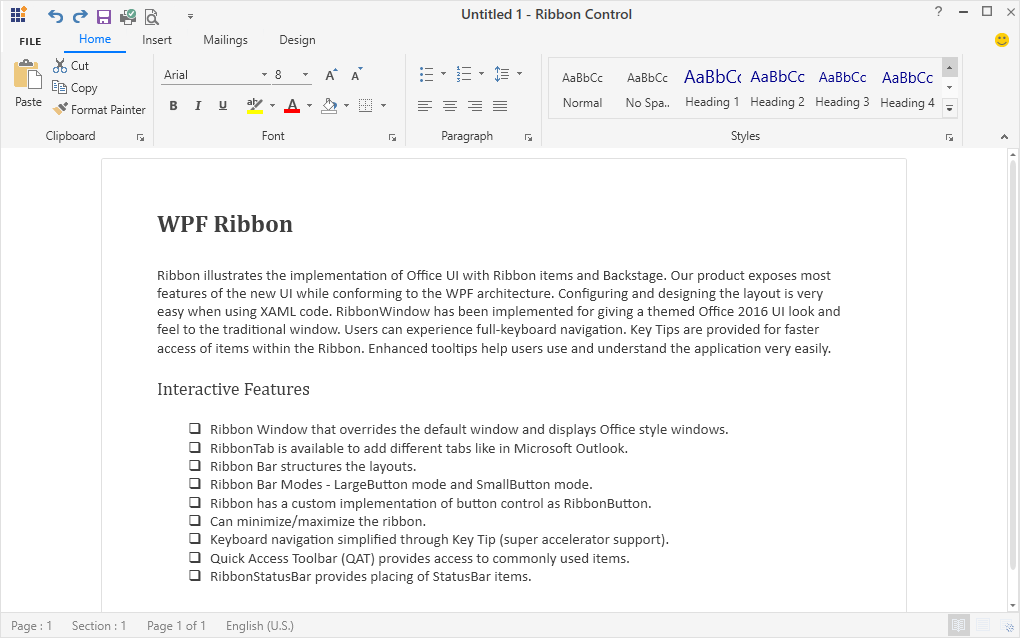 Untitled 1 - Ribbon Control
?
FILE Home Insert Mailings Design
Paste
Cut
Copy
Format Painter
Clipboard
Arial 8 A A
B I U ab A
Font
1
2
3
Paragraph
AaBbCc AaBbCc AaBbCc AaBbCc AaBbCc AaBbCc
Normal No Spa.. Heading 1 Heading 2 Heading 3 Heading 4
Styles
WPF Ribbon
Ribbon illustrates the implementation of Office UI with Ribbon items and Backstage. Our product exposes most
features of the new UI while conforming to the WPF architecture. Configuring and designing the layout is very
easy when using XAML code. RibbonWindow has been implemented for giving a themed Office 2016 UI look and
feel to the traditional window. Users can experience full-keyboard navigation. Key Tips are provided for faster
access of items within the Ribbon. Enhanced tooltips help users use and understand the application very easily.
Interactive Features
❑ Ribbon Window that overrides the default window and displays Office style windows.
❑ RibbonTab is available to add different tabs like in Microsoft Outlook.
❑ Ribbon Bar structures the layouts.
❑ Ribbon Bar Modes - LargeButton mode and SmallButton mode.
❑ Ribbon has a custom implementation of button control as RibbonButton.
❑ Can minimize/maximize the ribbon.
❑ Keyboard navigation simplified through Key Tip (super accelerator support).
❑ Quick Access Toolbar (QAT) provides access to commonly used items.
❑ RibbonStatusBar provides placing of StatusBar items.
Page : 1 Section : 1 Page 1 of 1 English (U.S.)